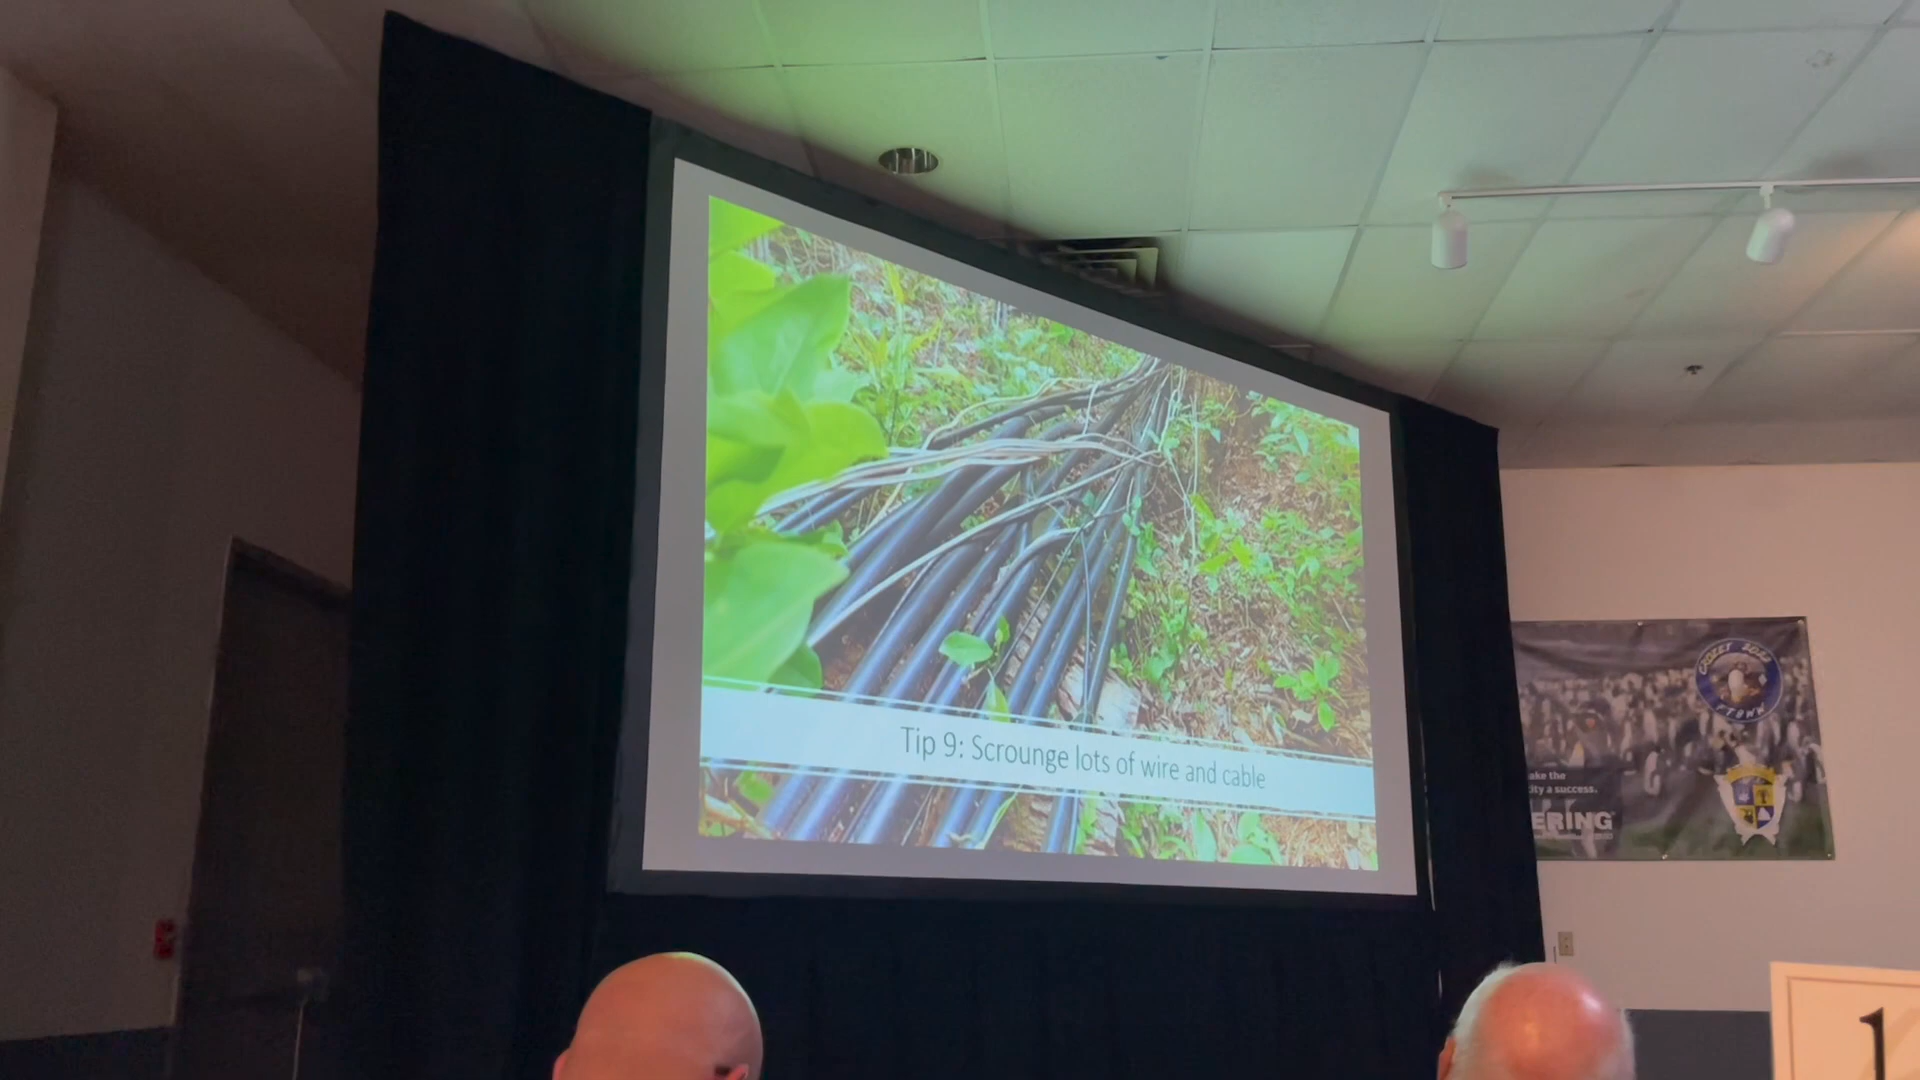 Tip 9: Scrounge lots of wire and cable
ake the
ity a success.
ERING